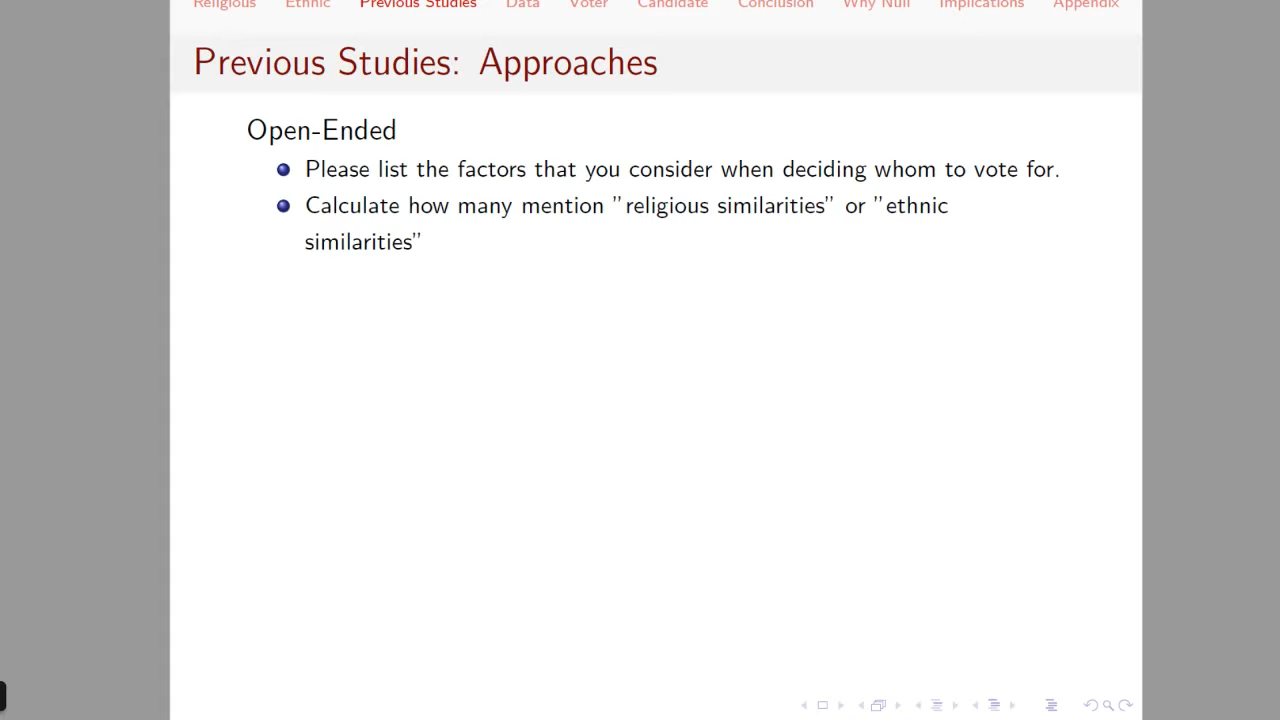 Religious Ethnic Previous Studies Data Voter Candidate Conclusion Why Null Implications Appendix
Previous Studies: Approaches
Open-Ended
Please list the factors that you consider when deciding whom to vote for.
Calculate how many mention ”religious similarities” or ”ethnic
similarities”